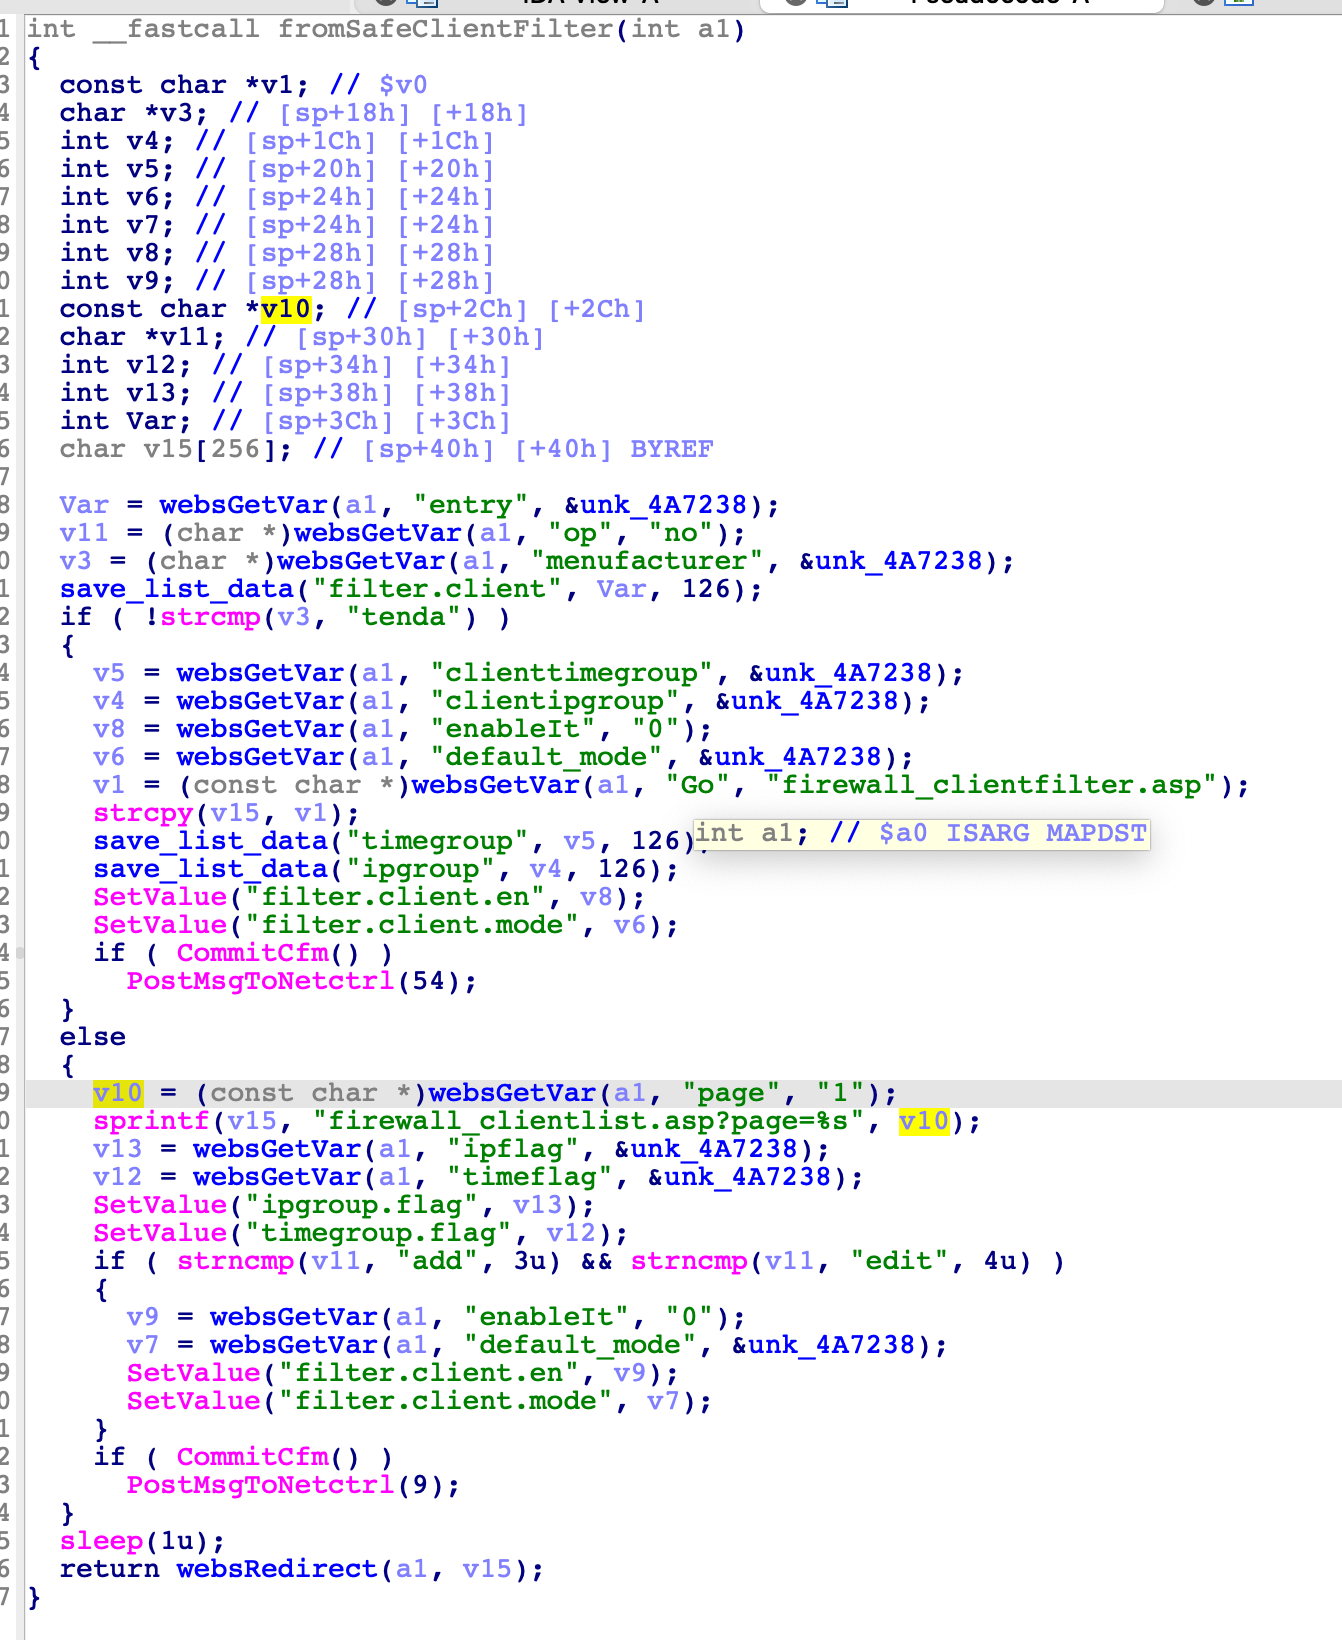 1 int __fastcall fromSafeClientFilter(int a1)
2 {
3 const char *v1; // $v0
4 char *v3; // [sp+18h] [+18h]
5 int v4; // [sp+1Ch] [+1Ch]
6 int v5; // [sp+20h] [+20h]
7 int v6; // [sp+24h] [+24h]
7 int v7; // [sp+24h] [+24h]
8 int v8; // [sp+28h] [+28h]
0 int v9; // [sp+28h] [+28h]
1 const char *v10; // [sp+2Ch] [+2Ch]
2 char *v11; // [sp+30h] [+30h]
3 int v12; // [sp+34h] [+34h]
4 int v13; // [sp+38h] [+38h]
5 int Var; // [sp+3Ch] [+3Ch]
6 char v15[256]; // [sp+40h] [+40h] BYREF
7
8 Var = websGetVar(a1, "entry", &unk_4A7238);
9 v11 = (char *)websGetVar(a1, "op", "no");
0 v3 = (char *)websGetVar(a1, "menufacturer", &unk_4A7238);
1 save_list_data("filter.client", Var, 126);
2 if ( !strcmp(v3, "tenda") )
3 {
4 v5 = websGetVar(a1, "clienttimegroup", &unk_4A7238);
5 v4 = websGetVar(a1, "clientipgroup", &unk_4A7238);
6 v8 = websGetVar(a1, "enableIt", "0");
7 v6 = websGetVar(a1, "default_mode", &unk_4A7238);
8 v1 = (const char *)websGetVar(a1, "Go", "firewall_clientfilter.asp");
9 strcpy(v15, v1);
int a1; // $a0 ISARG MAPDST
0 save_list_data("timegroup", v5, 126);
1 save_list_data("ipgroup", v4, 126);
2 SetValue("filter.client.en", v8);
3 SetValue("filter.client.mode", v6);
4 if ( CommitCfm() )
5 PostMsgToNetctrl(54);
6 }
7 else
8 {
9 v10 = (const char *)websGetVar(a1, "page", "1");
0 sprintf(v15, "firewall_clientlist.asp?page=%s", v10);
1 v13 = websGetVar(a1, "ipflag", &unk_4A7238);
2 v12 = websGetVar(a1, "timeflag", &unk_4A7238);
3 SetValue("ipgroup.flag", v13);
4 SetValue("timegroup.flag", v12);
5 if ( strncmp(v11, "add", 3u) && strncmp(v11, "edit", 4u) )
6 {
7 v9 = websGetVar(a1, "enableIt", "0");
8 v7 = websGetVar(a1, "default_mode", &unk_4A7238);
9 SetValue("filter.client.en", v9);
0 SetValue("filter.client.mode", v7);
1 }
2 if ( CommitCfm() )
3 PostMsgToNetctrl(9);
4 }
5 sleep(1u);
6 return websRedirect(a1, v15);
7 }